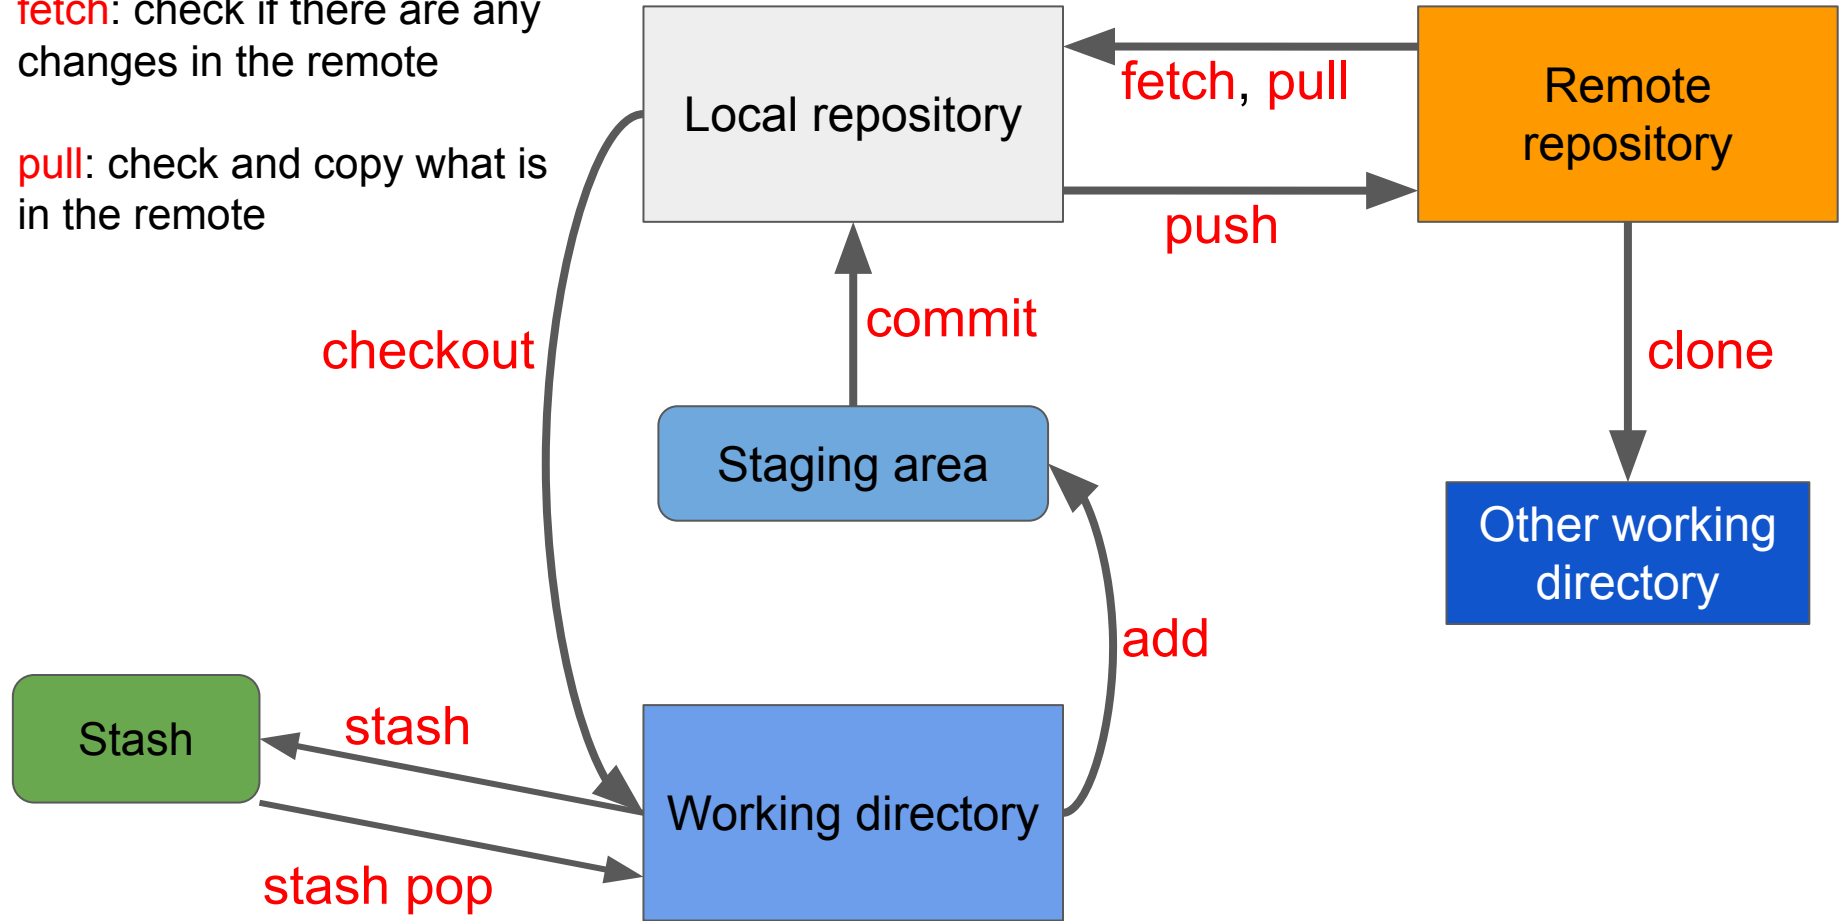 fetch: check if there are any
changes in the remote
pull: check and copy what is
in the remote
Local repository
fetch, pull
Remote
repository
push
checkout
commit
clone
Staging area
Other working
directory
add
Stash
stash
Working directory
stash pop